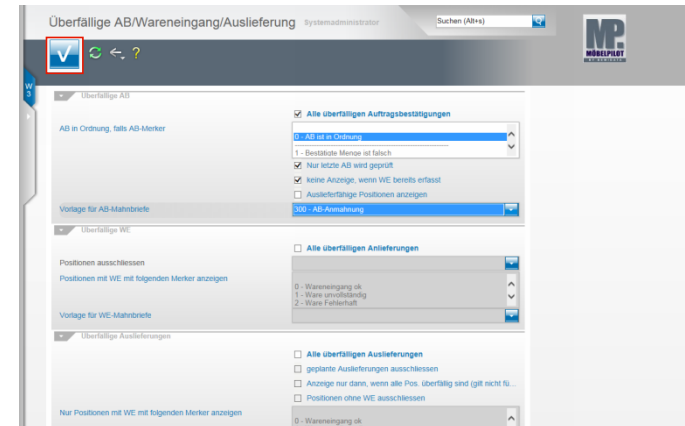 Überfällige AB/Wareneingang/Auslieferung Systemadministrator Suchen (Alt+s)
MP.
MÖBELPILOT
?
W
3
Überfällige AB
Alle überfälligen Auftragsbestätigungen
AB in Ordnung, falls AB-Merker
0 - AB ist in Ordnung
1 - Bestätigte Menge ist falsch
Nur letzte AB wird geprüft
keine Anzeige, wenn WE bereits erfasst
Auslieferfähige Positionen anzeigen
Vorlage für AB-Mahnbriefe 300 - AB-Anmahnung
Überfällige WE
Alle überfälligen Anlieferungen
Positionen ausschliessen
Positionen mit WE mit folgenden Merker anzeigen
0 - Wareneingang ok
1 - Ware unvollständig
2 - Ware Fehlerhaft
Vorlage für WE-Mahnbriefe
Überfällige Auslieferungen
Alle überfälligen Auslieferungen
geplante Auslieferungen ausschliessen
Anzeige nur dann, wenn alle Pos. überfällig sind (gilt nicht fü...
Positionen ohne WE ausschliessen
Nur Positionen mit WE mit folgenden Merker anzeigen
0 - Wareneingang ok